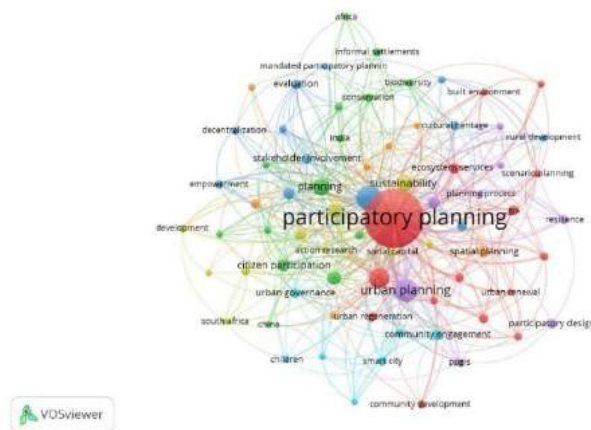 africa
informal settlements
mandated participatory plannin
biodiversity
evaluation
built environment
conservation
decentralization
india
cultural heritage
rural development
stakeholder involvement
ecosystem services
scenario planning
empowerment
planning
sustainability
planning process
participatory planning
resilience
development
action research
social capital
spatial planning
citizen participation
urban governance
urban planning
urban renewal
south africa
china
urban regeneration
community engagement
participatory design
children
smart city
ppgis
community development
VOSviewer